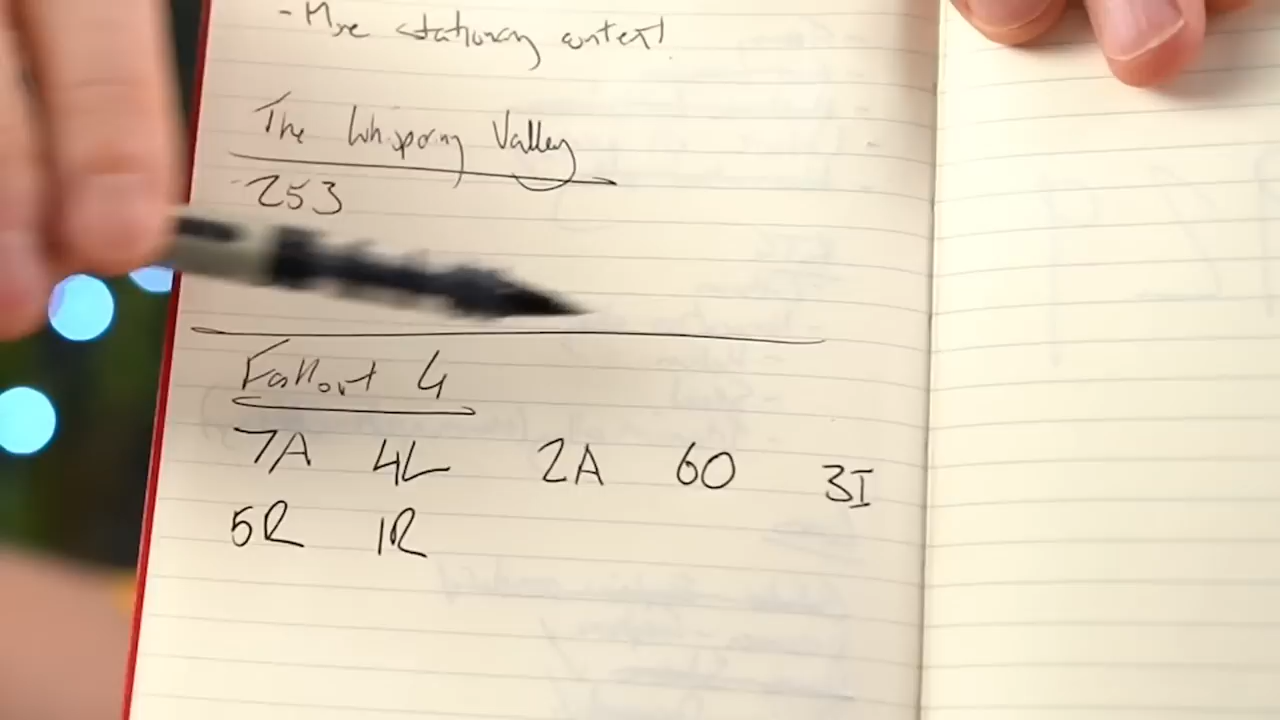 - More stationary content!
The Whispering Valley
- 253
Fallout 4
7A 4L 2A 6O 3I
5R 1R